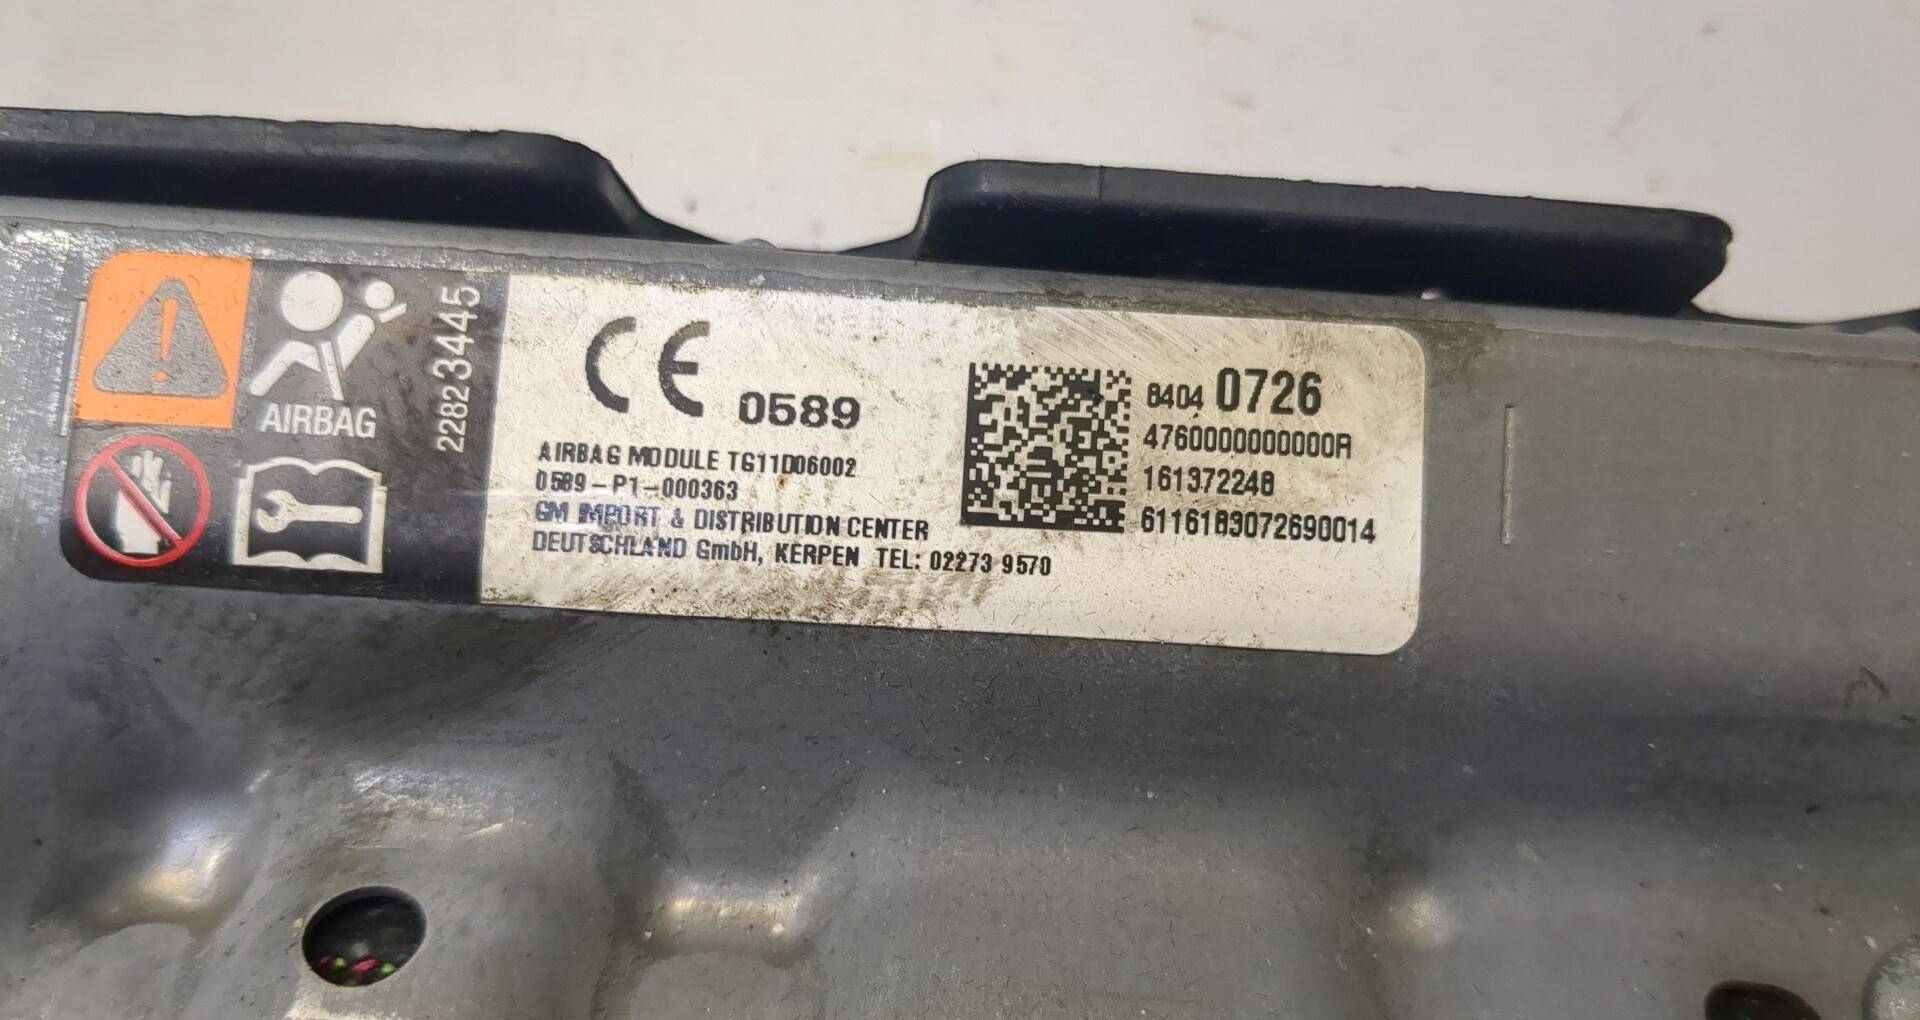 AIRBAG
22823445
CE 0589
AIRBAG MODULE TG11D06002
0589-P1-000363
GM IMPORT & DISTRIBUTION CENTER
DEUTSCHLAND GmbH, KERPEN TEL: 02273 9570
8404 0726
4760000000000R
161372248
6116183072690014